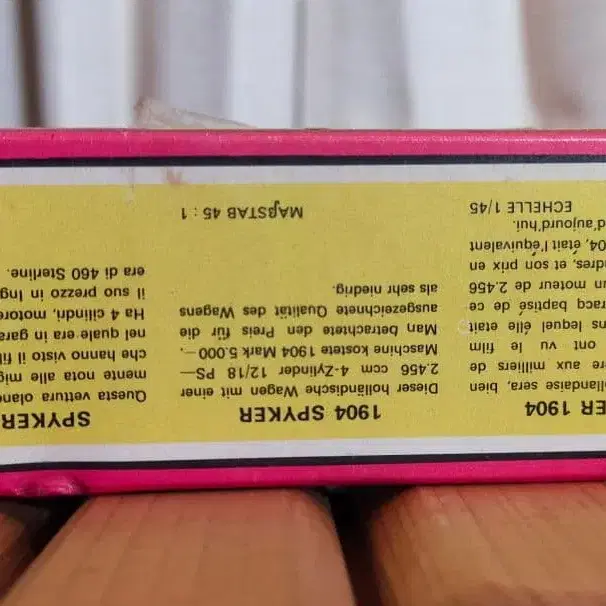 ER 1904
llandaise sera, bien
re aux milliers de
ont vu le film
ns lequel élle était
racq baptisé de ce
un moteur de 2.456
ndres, et son prix en
04, était l'équivalent
d'aujourd'hui.
ECHELLE 1/45
1904 SPYKER
Dieser holländische Wagen mit einer
2.456 ccm 4-Zylinder 12/18 PS—
Maschine kostete 1904 Mark 5.000.—.
Man betrachtete den Preis für die
ausgezeichnete Qualität des Wagens
als sehr niedrig.
MAßSTAB 45 : 1
SPYKER
Questa vettura olan
mente nota alle mig
che hanno visto il fi
nel quale era in gara
Ha 4 cilindri, motore
il suo prezzo in Ing
era di 460 Sterline.